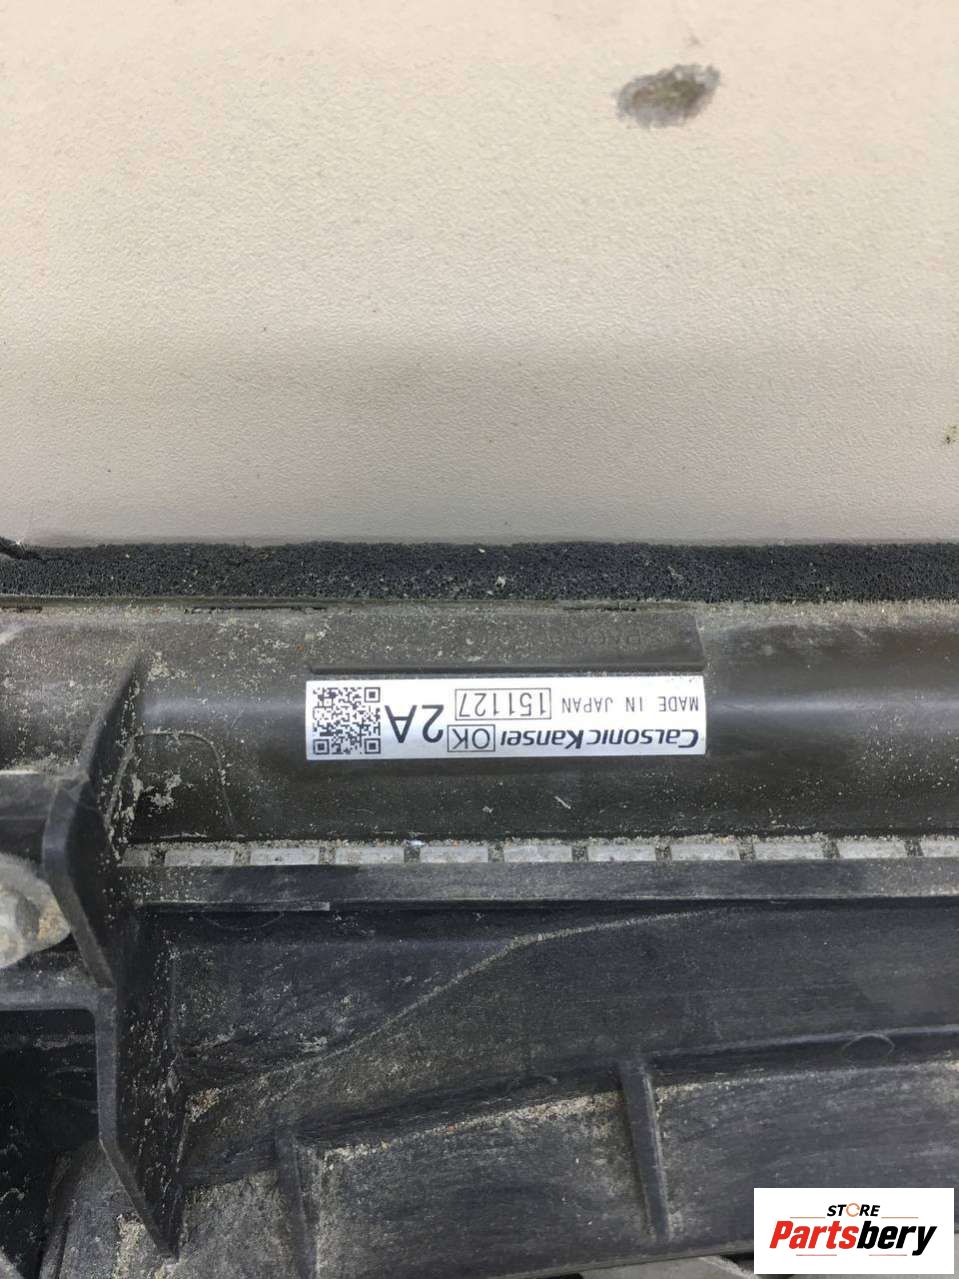 CALSONIC Kansei OK 2A
MADE IN JAPAN 151127
STORE
Partsbery